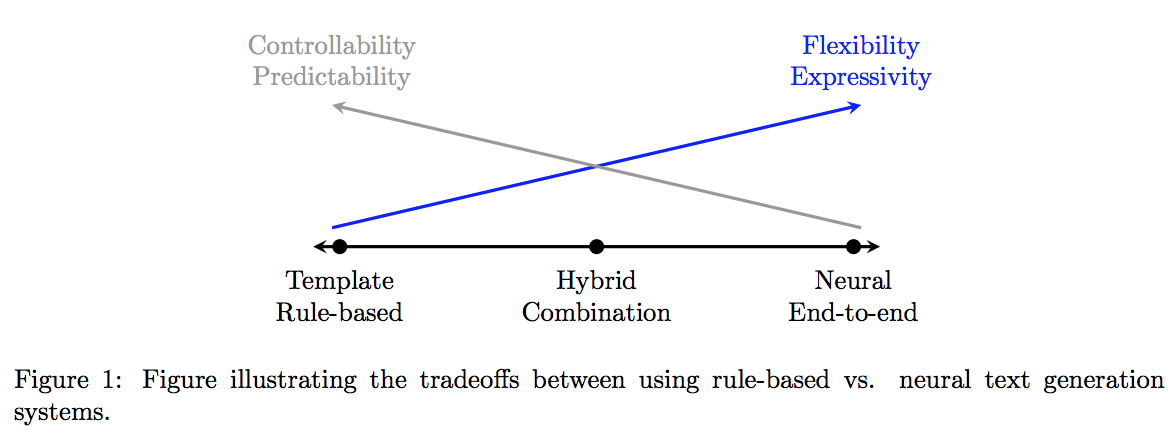 Controllability
Predictability
Flexibility
Expressivity
Template
Rule-based
Hybrid
Combination
Neural
End-to-end
Figure 1: Figure illustrating the tradeoffs between using rule-based vs. neural text generation
systems.